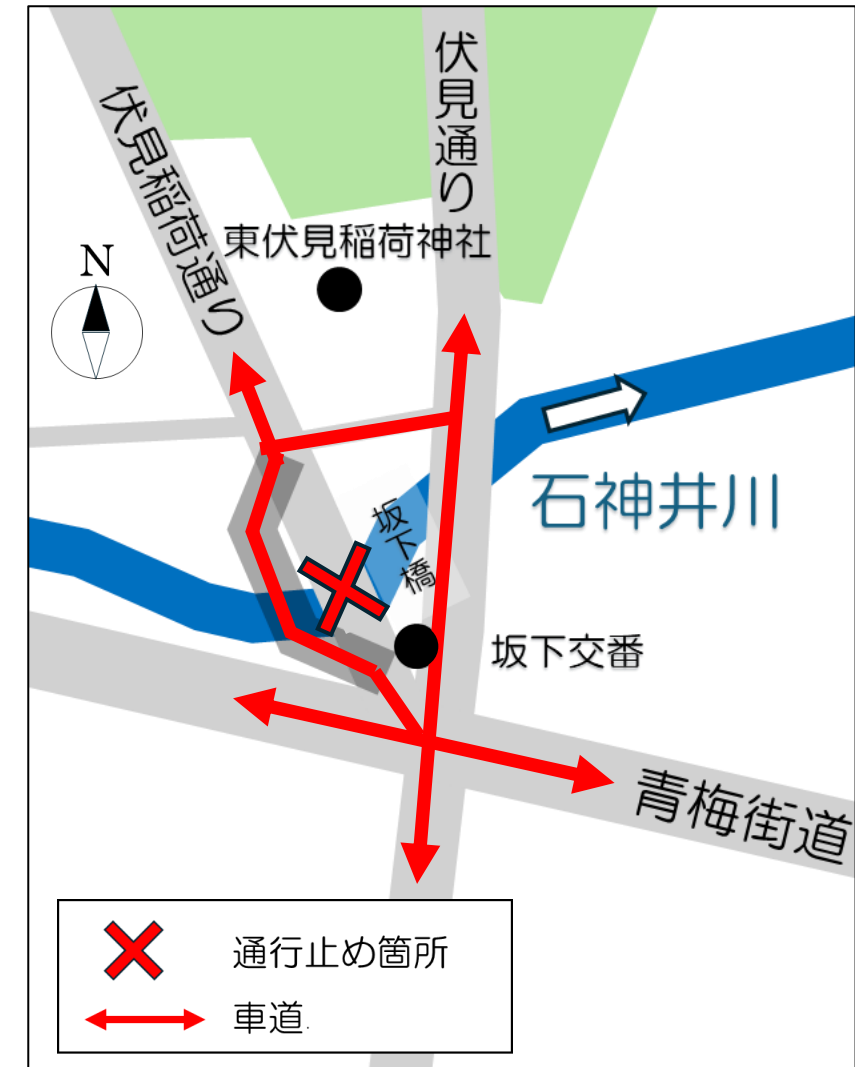 伏見通り
伏見稲荷通り
東伏見稲荷神社
N
石神井川
坂下橋
坂下交番
青梅街道
通行止め箇所
車道.